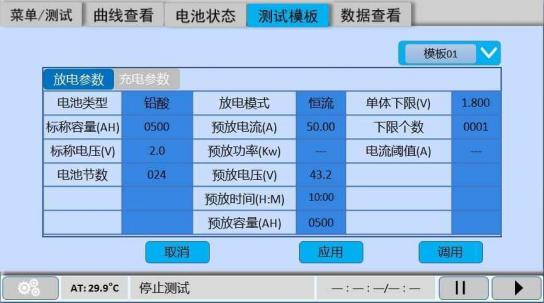 菜单/测试 曲线查看 电池状态 测试模板 数据查看
模板01
放电参数 充电参数
电池类型 铅酸 放电模式 恒流 单体下限(V) 1.800
标称容量(AH) 0500 预放电流(A) 50.00 下限个数 0001
标称电压(V) 2.0 预放功率(Kw) --- 电流阈值(A) ---
电池节数 024 预放电压(V) 43.2
预放时间(H:M) 10:00
预放容量(AH) 0500
取消 应用 调用
AT: 29.9°C 停止测试 --:--:--/--:--